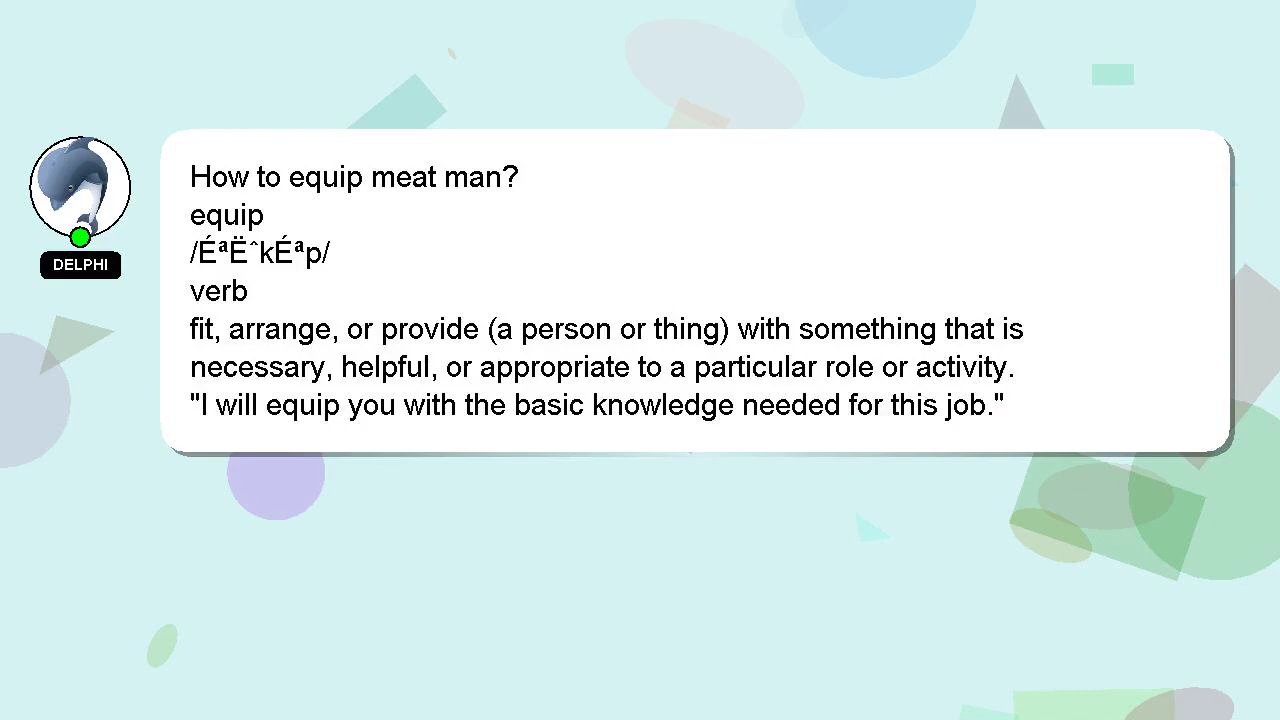 DELPHI
How to equip meat man?
equip
/ÉªËˆkÉªp/
verb
fit, arrange, or provide (a person or thing) with something that is
necessary, helpful, or appropriate to a particular role or activity.
"I will equip you with the basic knowledge needed for this job."